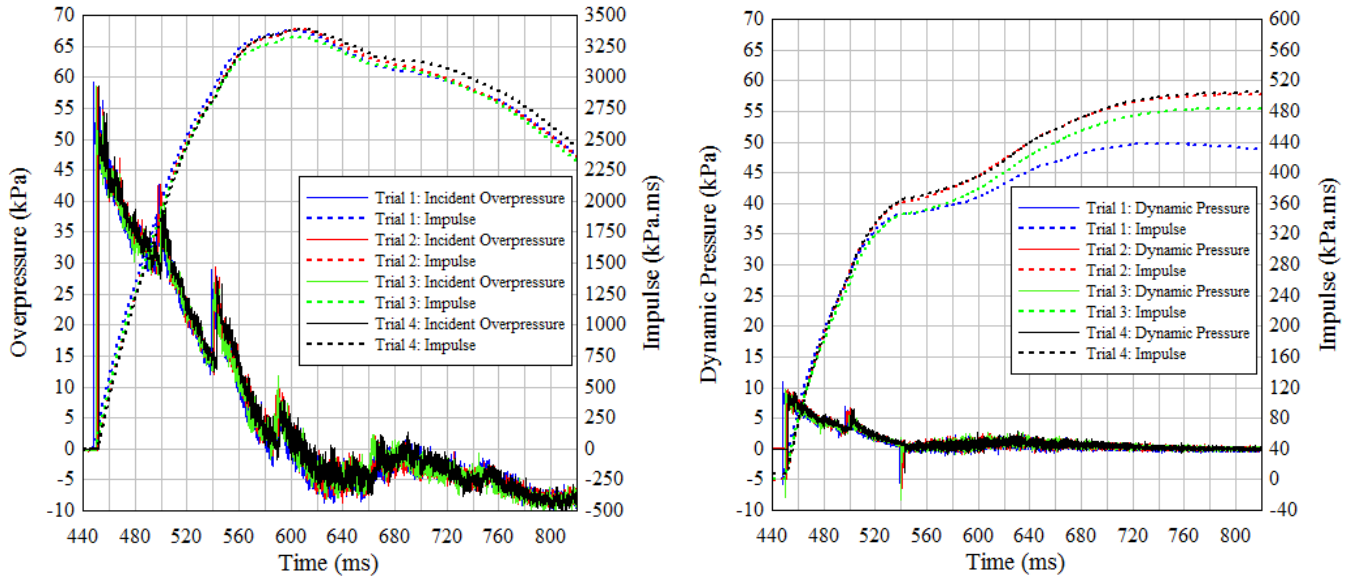 70
65
60
55
50
45
40
35
30
25
20
15
10
5
0
-5
-10
Overpressure (kPa)
3500
3250
3000
2750
2500
2250
2000
1750
1500
1250
1000
750
500
250
0
-250
-500
Impulse (kPa.ms)
Trial 1: Incident Overpressure
Trial 1: Impulse
Trial 2: Incident Overpressure
Trial 2: Impulse
Trial 3: Incident Overpressure
Trial 3: Impulse
Trial 4: Incident Overpressure
Trial 4: Impulse
440 480 520 560 600 640 680 720 760 800
Time (ms)
70
65
60
55
50
45
40
35
30
25
20
15
10
5
0
-5
-10
Dynamic Pressure (kPa)
600
560
520
480
440
400
360
320
280
240
200
160
120
80
40
0
-40
Impulse (kPa.ms)
Trial 1: Dynamic Pressure
Trial 1: Impulse
Trial 2: Dynamic Pressure
Trial 2: Impulse
Trial 3: Dynamic Pressure
Trial 3: Impulse
Trial 4: Dynamic Pressure
Trial 4: Impulse
440 480 520 560 600 640 680 720 760 800
Time (ms)